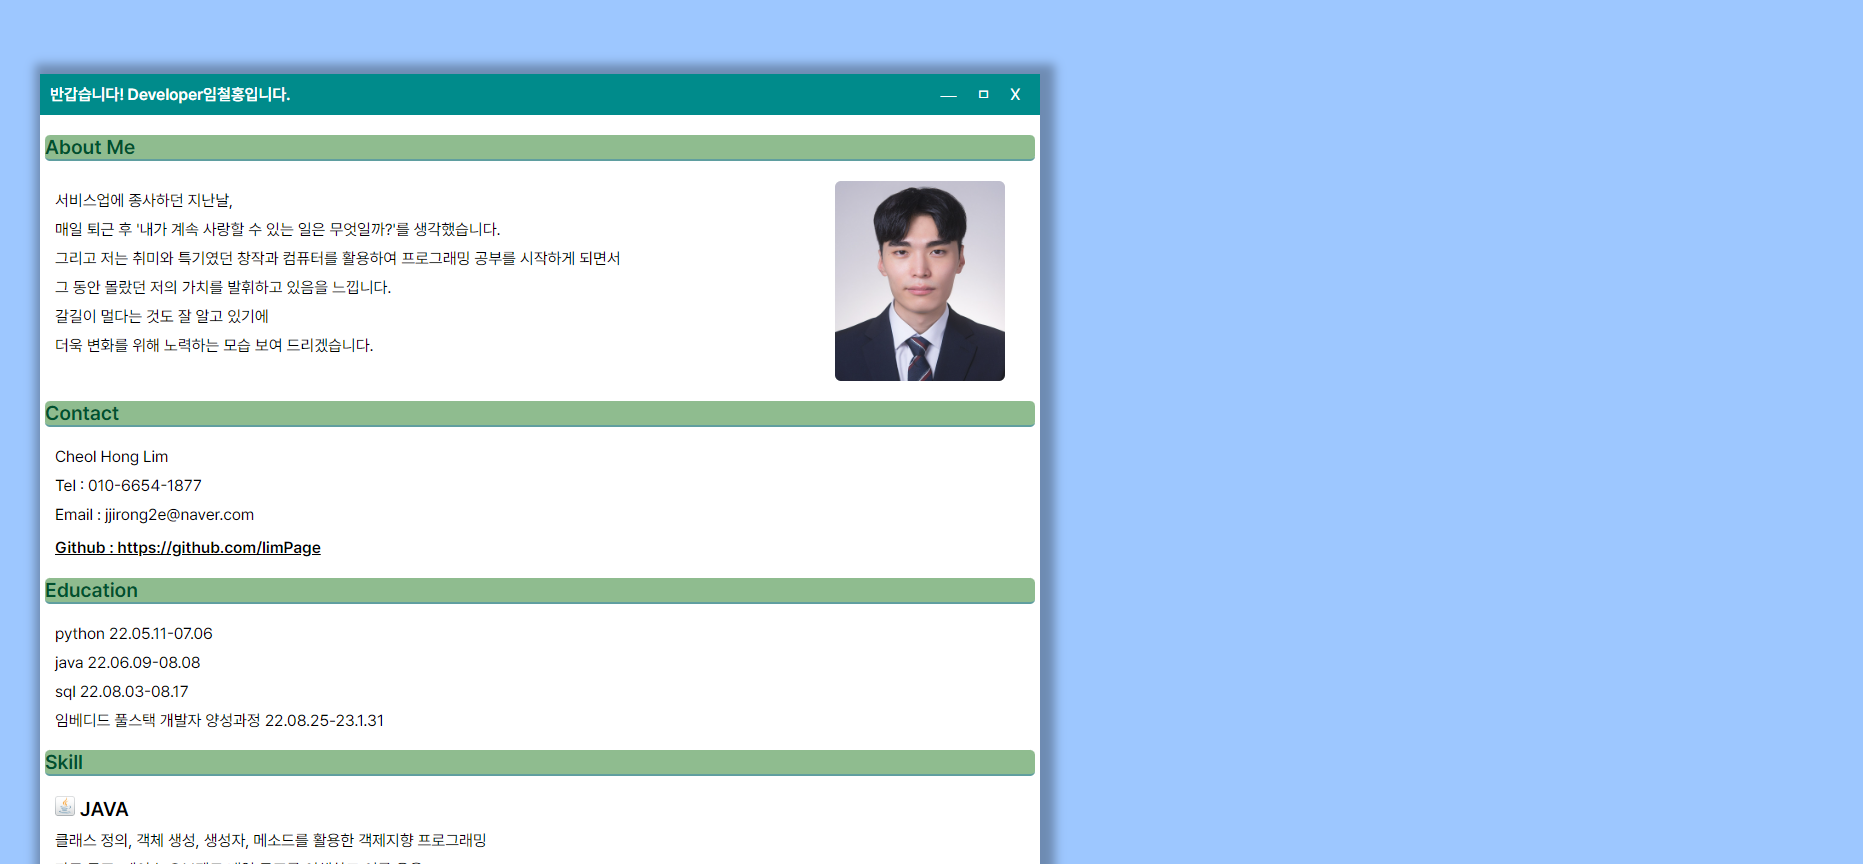 반갑습니다! Developer임철홍입니다.
— ㅁ X
About Me
서비스업에 종사하던 지난날,
매일 퇴근 후 '내가 계속 사랑할 수 있는 일은 무엇일까?'를 생각했습니다.
그리고 저는 취미와 특기였던 창작과 컴퓨터를 활용하여 프로그래밍 공부를 시작하게 되면서
그 동안 몰랐던 저의 가치를 발휘하고 있음을 느낍니다.
갈길이 멀다는 것도 잘 알고 있기에
더욱 변화를 위해 노력하는 모습 보여 드리겠습니다.
Contact
Cheol Hong Lim
Tel : 010-6654-1877
Email : jjirong2e@naver.com
Github : https://github.com/limPage
Education
python 22.05.11-07.06
java 22.06.09-08.08
sql 22.08.03-08.17
임베디드 풀스택 개발자 양성과정 22.08.25-23.1.31
Skill
JAVA
클래스 정의, 객체 생성, 생성자, 메소드를 활용한 객제지향 프로그래밍